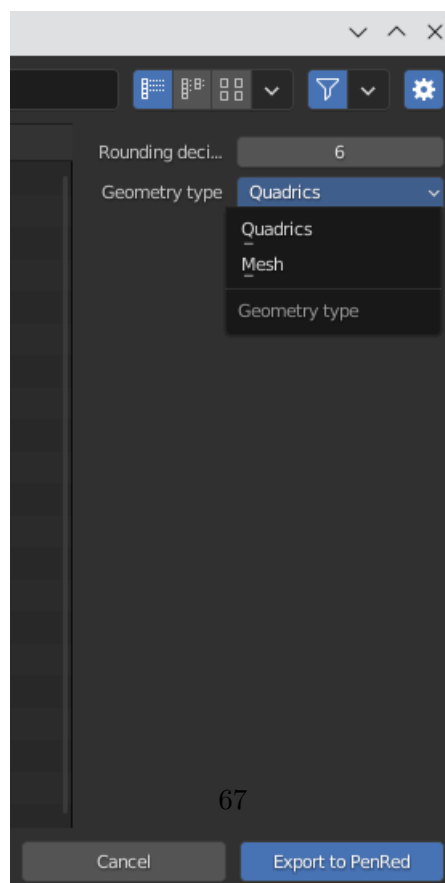 Rounding deci...
6
Geometry type
Quadrics
Quadrics
Mesh
Geometry type
67
Cancel
Export to PenRed